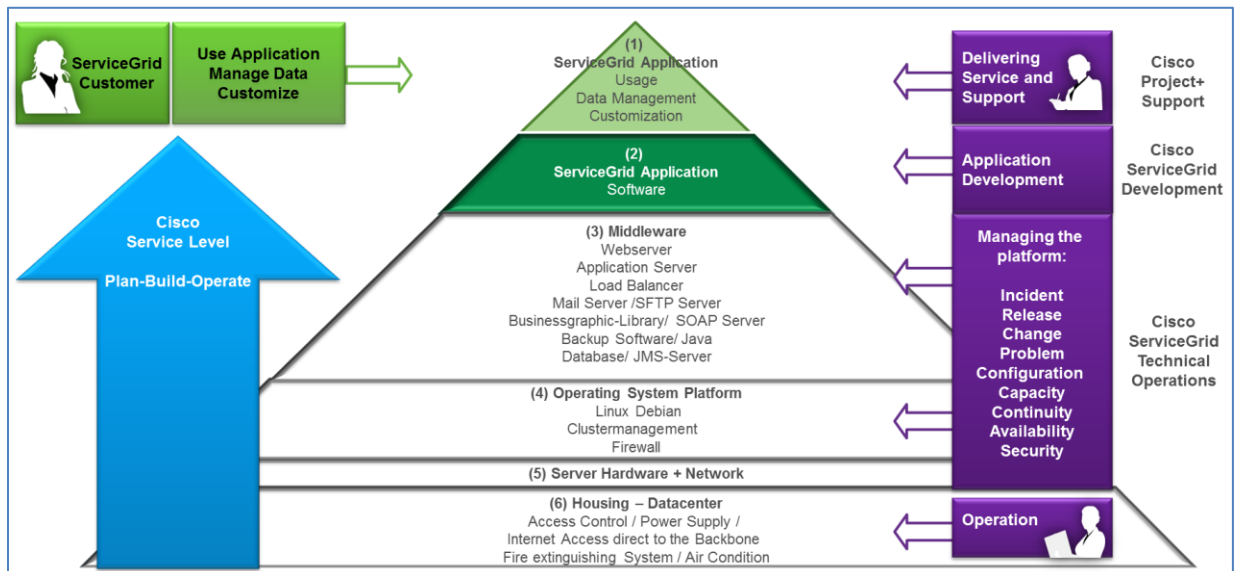 ServiceGrid
Customer
Use Application
Manage Data
Customize
(1)
ServiceGrid Application
Usage
Data Management
Customization
Delivering
Service and
Support
Cisco
Project+
Support
(2)
ServiceGrid Application
Software
Application
Development
Cisco
ServiceGrid
Development
Cisco
Service Level
Plan-Build-Operate
(3) Middleware
Webserver
Application Server
Load Balancer
Mail Server /SFTP Server
Businessgraphic-Library/ SOAP Server
Backup Software/ Java
Database/ JMS-Server
Managing the
platform:
Incident
Release
Change
Problem
Configuration
Capacity
Continuity
Availability
Security
Cisco
ServiceGrid
Technical
Operations
(4) Operating System Platform
Linux Debian
Clustermanagement
Firewall
(5) Server Hardware + Network
(6) Housing – Datacenter
Access Control / Power Supply /
Internet Access direct to the Backbone
Fire extinguishing System / Air Condition
Operation